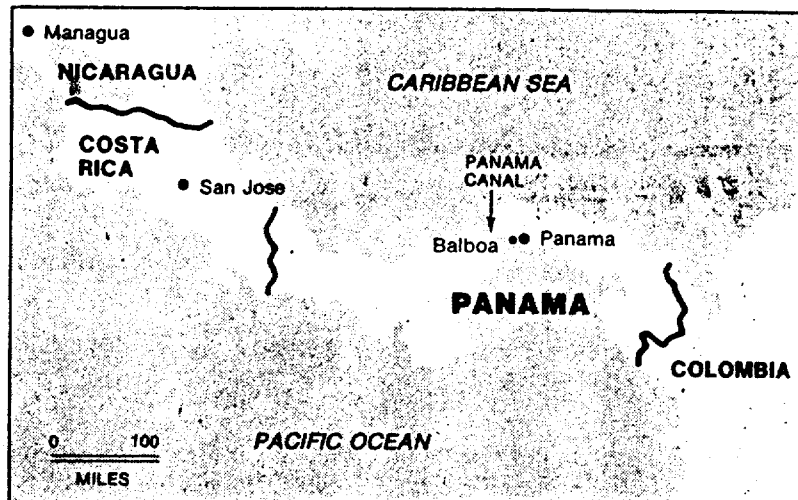 Managua
NICARAGUA
CARIBBEAN SEA
COSTA
RICA
San Jose
PANAMA
CANAL
Balboa
Panama
PANAMA
COLOMBIA
0 100
MILES
PACIFIC OCEAN